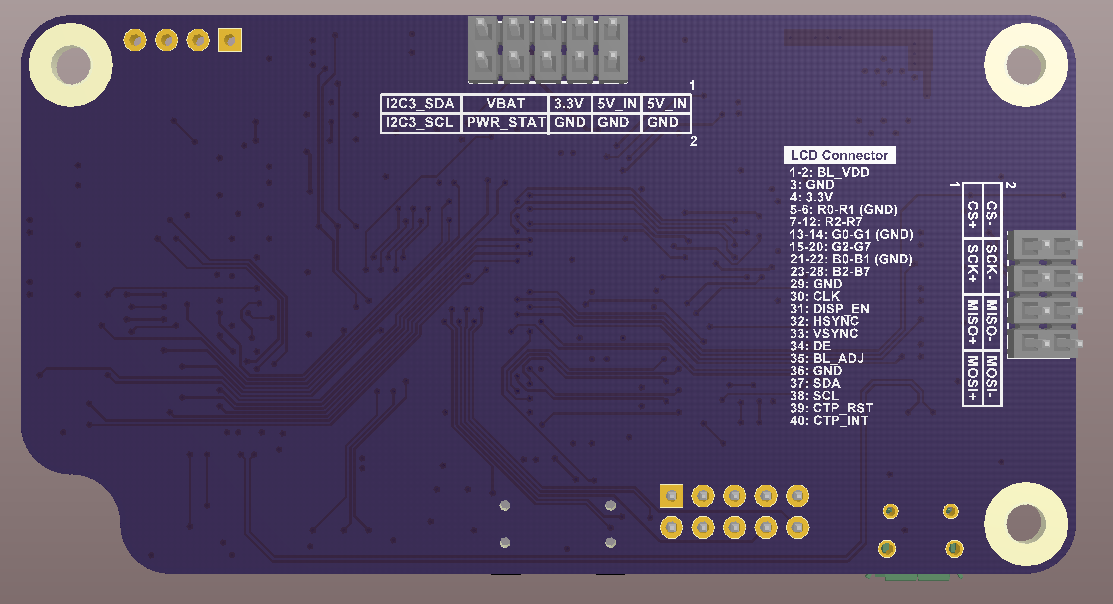 1
I2C3_SDA VBAT 3.3V 5V_IN 5V_IN
I2C3_SCL PWR_STAT GND GND GND
2
LCD Connector
1-2: BL_VDD
3: GND
4: 3.3V
5-6: R0-R1 (GND)
7-12: R2-R7
13-14: G0-G1 (GND)
15-20: G2-G7
21-22: B0-B1 (GND)
23-28: B2-B7
29: GND
30: CLK
31: DISP_EN
32: HSYNC
33: VSYNC
34: DE
35: BL_ADJ
36: GND
37: SDA
38: SCL
39: CTP_RST
40: CTP_INT
1 2
CS+ CS-
SCK+ SCK-
MISO+ MISO-
MOSI+ MOSI-